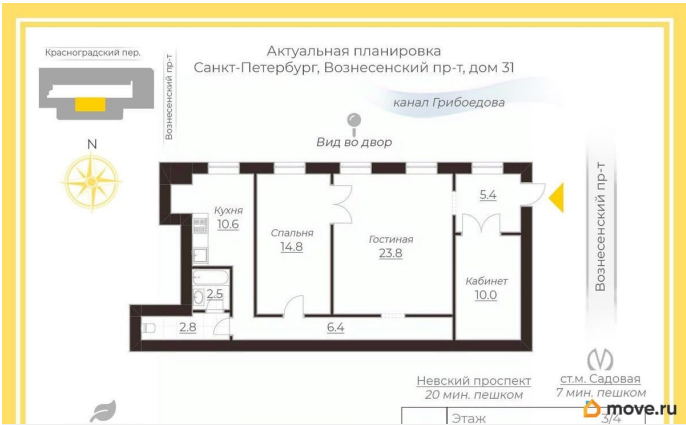 Красноградский пер.
Вознесенский пр-т
Актуальная планировка
Санкт-Петербург, Вознесенский пр-т, дом 31
канал Грибоедова
N
Вид во двор
Кухня
10.6
Спальня
14.8
Гостиная
23.8
5.4
Кабинет
10.0
2.5
2.8
6.4
Вознесенский пр-т
Невский проспект
20 мин. пешком
ст.м. Садовая
7 мин. пешком
Этаж
3/4
move.ru